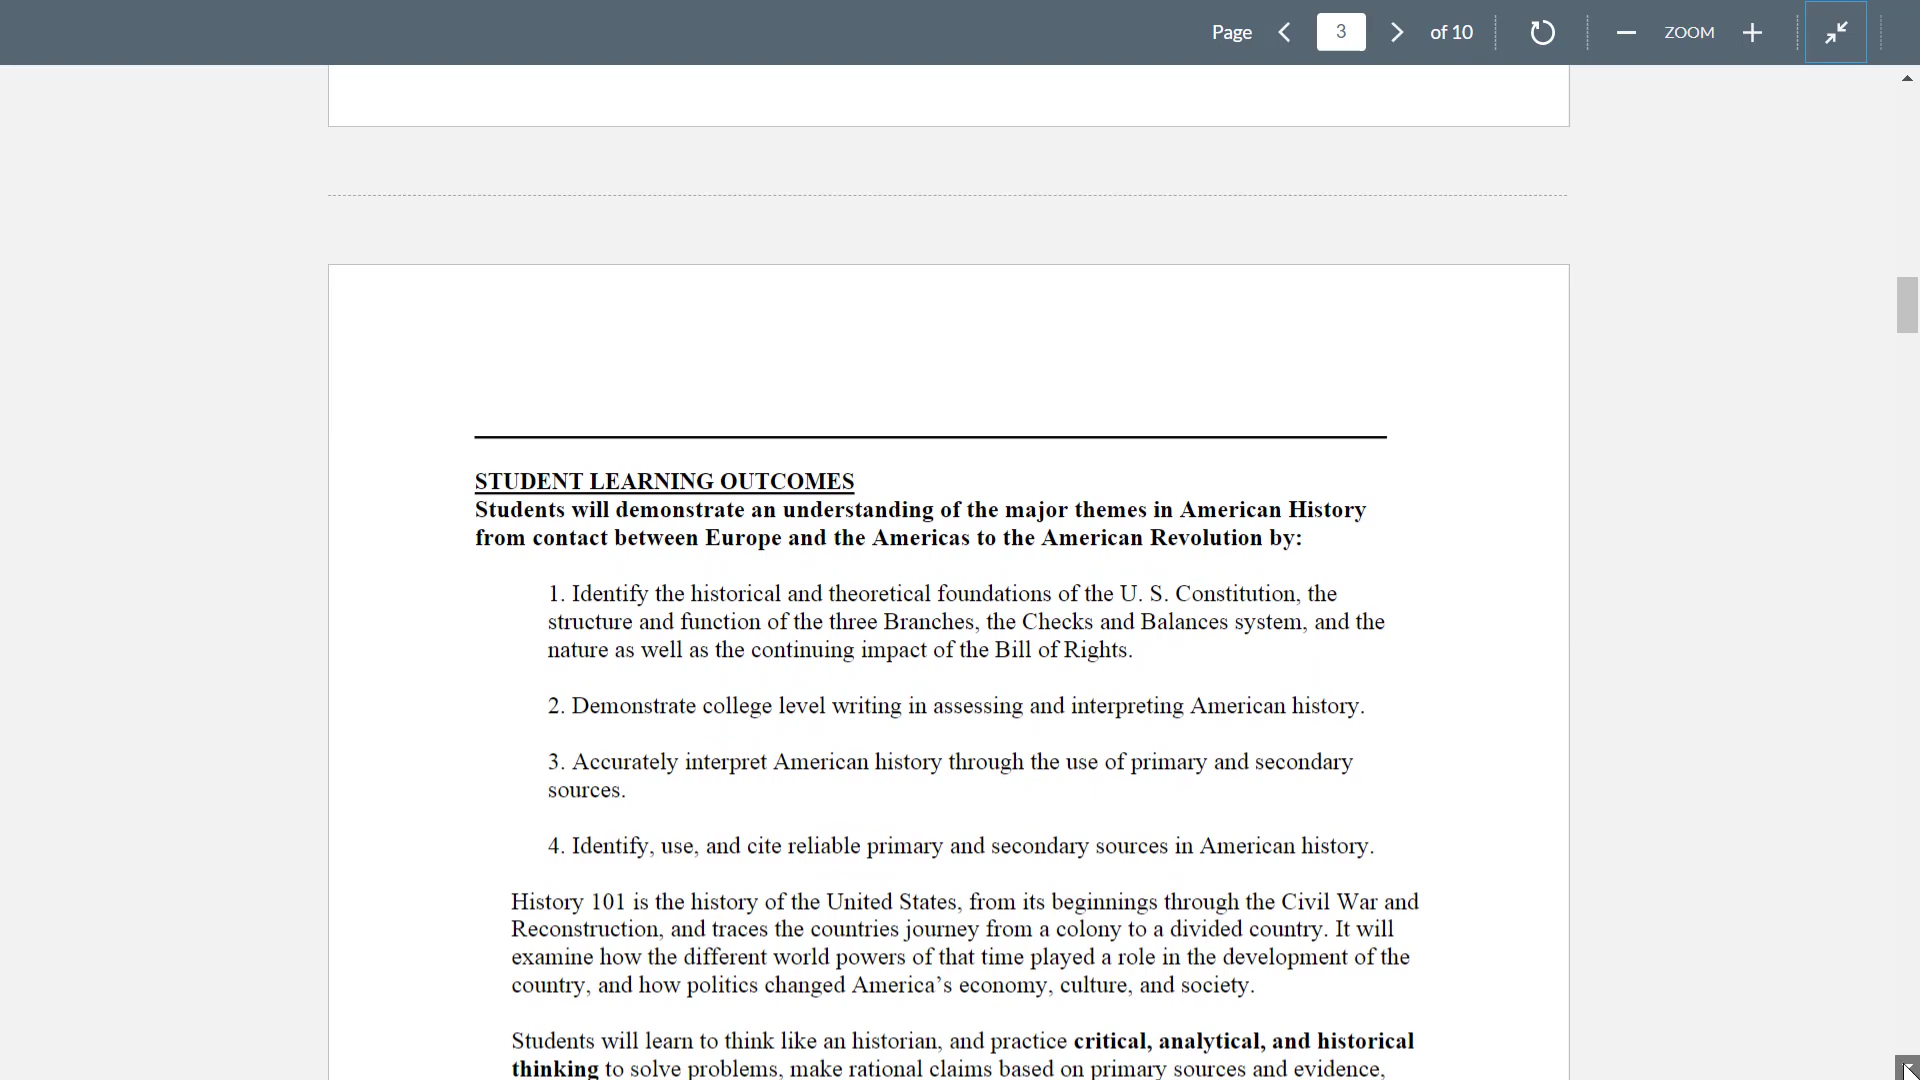 Page 3 of 10 ZOOM
STUDENT LEARNING OUTCOMES
Students will demonstrate an understanding of the major themes in American History
from contact between Europe and the Americas to the American Revolution by:
1. Identify the historical and theoretical foundations of the U. S. Constitution, the
structure and function of the three Branches, the Checks and Balances system, and the
nature as well as the continuing impact of the Bill of Rights.
2. Demonstrate college level writing in assessing and interpreting American history.
3. Accurately interpret American history through the use of primary and secondary
sources.
4. Identify, use, and cite reliable primary and secondary sources in American history.
History 101 is the history of the United States, from its beginnings through the Civil War and
Reconstruction, and traces the countries journey from a colony to a divided country. It will
examine how the different world powers of that time played a role in the development of the
country, and how politics changed America’s economy, culture, and society.
Students will learn to think like an historian, and practice critical, analytical, and historical
thinking to solve problems, make rational claims based on primary sources and evidence,